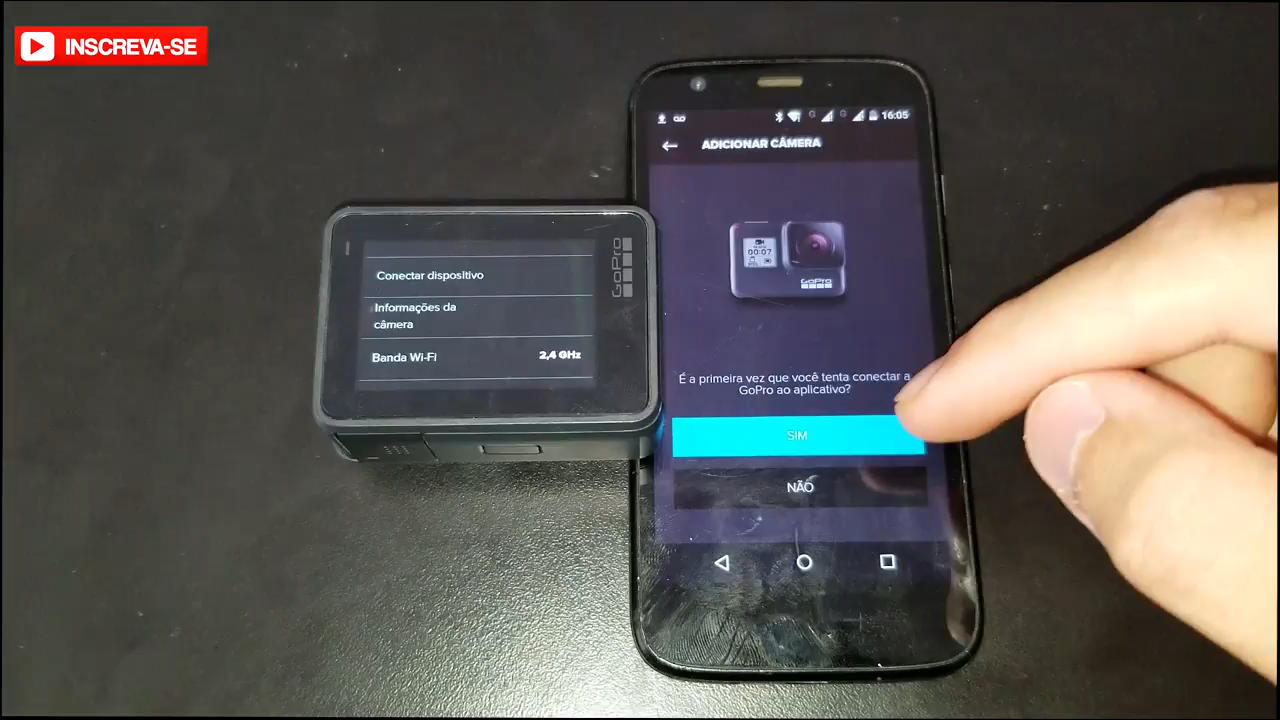 INSCREVA-SE
16:05
ADICIONAR CÂMERA
00:07
GoPro
É a primeira vez que você tenta conectar a
GoPro ao aplicativo?
SIM
NÃO
Conectar dispositivo
Informações da
câmera
Banda Wi-Fi 2,4 GHz
GoPro